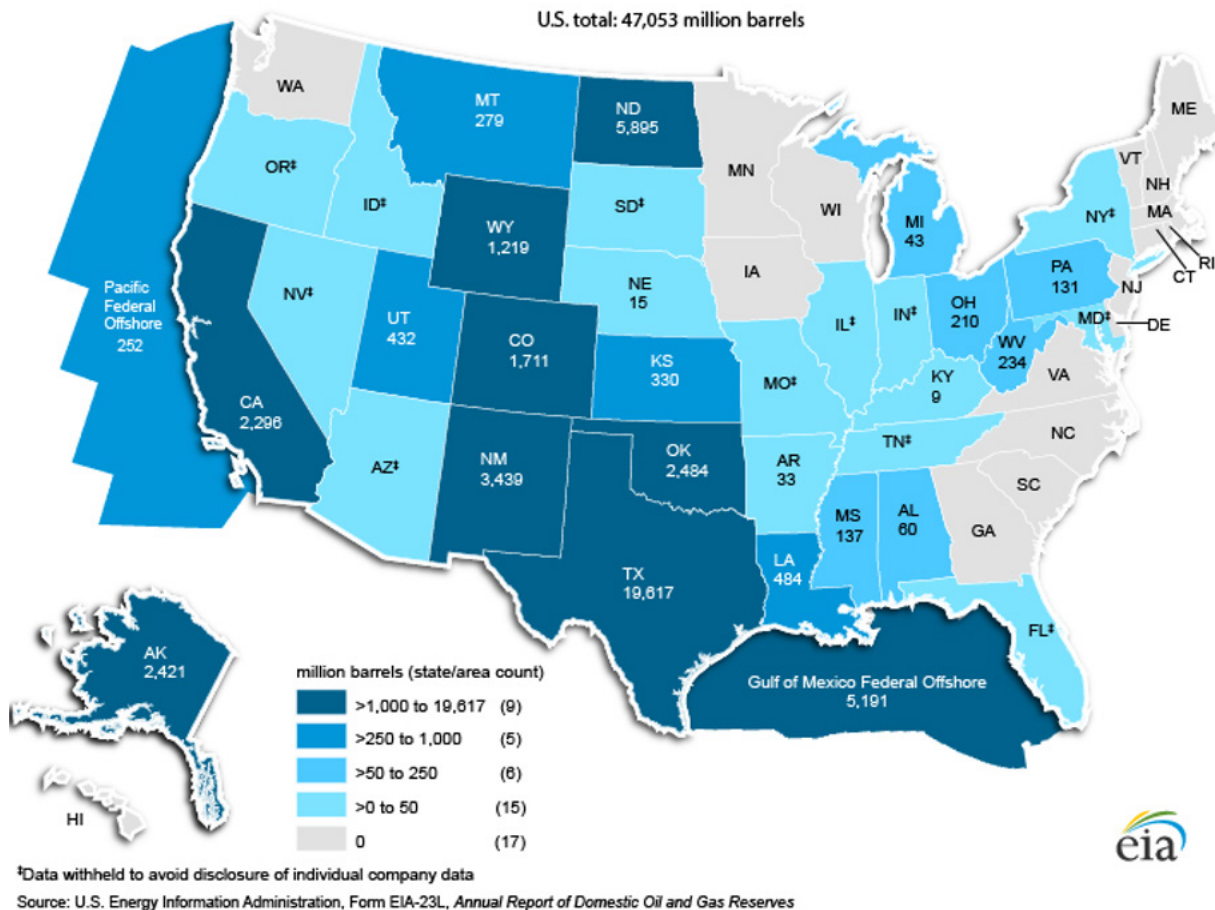 U.S. total: 47,053 million barrels
WA
MT
279
ND
5,895
MN
ME
VT
NH
OR‡
ID‡
SD‡
WI
MI
43
NY‡
MA
RI
CT
WY
1,219
IA
NE
15
PA
131
NJ
Pacific
Federal
Offshore
252
NV‡
UT
432
CO
1,711
IL‡
IN‡
OH
210
MD‡
DE
WV
234
KS
330
MO‡
KY
9
VA
CA
2,296
AZ‡
NM
3,439
OK
2,484
AR
33
TN‡
NC
SC
MS
137
AL
60
GA
TX
19,617
LA
484
FL‡
AK
2,421
Gulf of Mexico Federal Offshore
5,191
HI
million barrels (state/area count)
>1,000 to 19,617 (9)
>250 to 1,000 (5)
>50 to 250 (6)
>0 to 50 (15)
0 (17)
eia
‡Data withheld to avoid disclosure of individual company data
Source: U.S. Energy Information Administration, Form EIA-23L, Annual Report of Domestic Oil and Gas Reserves